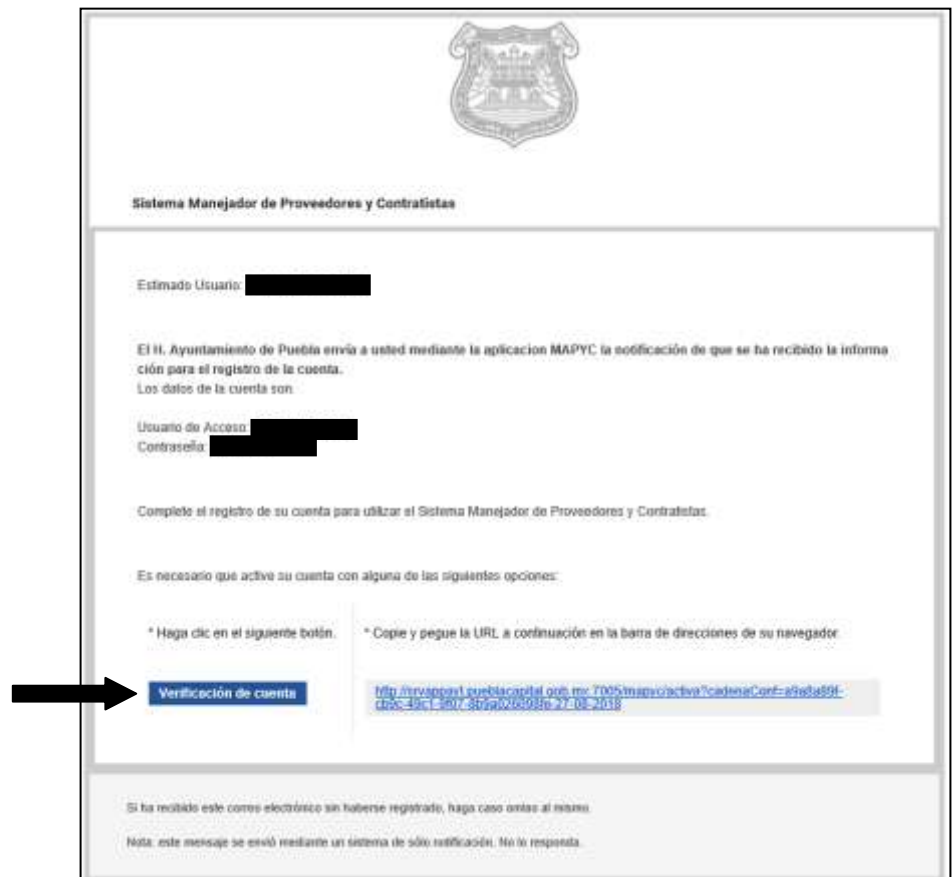 Sistema Manejador de Proveedores y Contratistas
Estimado Usuario:
El H. Ayuntamiento de Puebla envía a usted mediante la aplicacion MAPYC la notificación de que se ha recibido la informa
ción para el registro de la cuenta.
Los datos de la cuenta son:
Usuario de Acceso:
Contraseña:
Complete el registro de su cuenta para utilizar el Sistema Manejador de Proveedores y Contratistas.
Es necesario que active su cuenta con alguna de las siguientes opciones:
* Haga clic en el siguiente botón.
* Copie y pegue la URL a continuación en la barra de direcciones de su navegador.
Verificación de cuenta
Si ha recibido este correo electrónico sin haberse registrado, haga caso omiso al mismo.
Nota: este mensaje se envió mediante un sistema de sólo notificación. No lo responda.